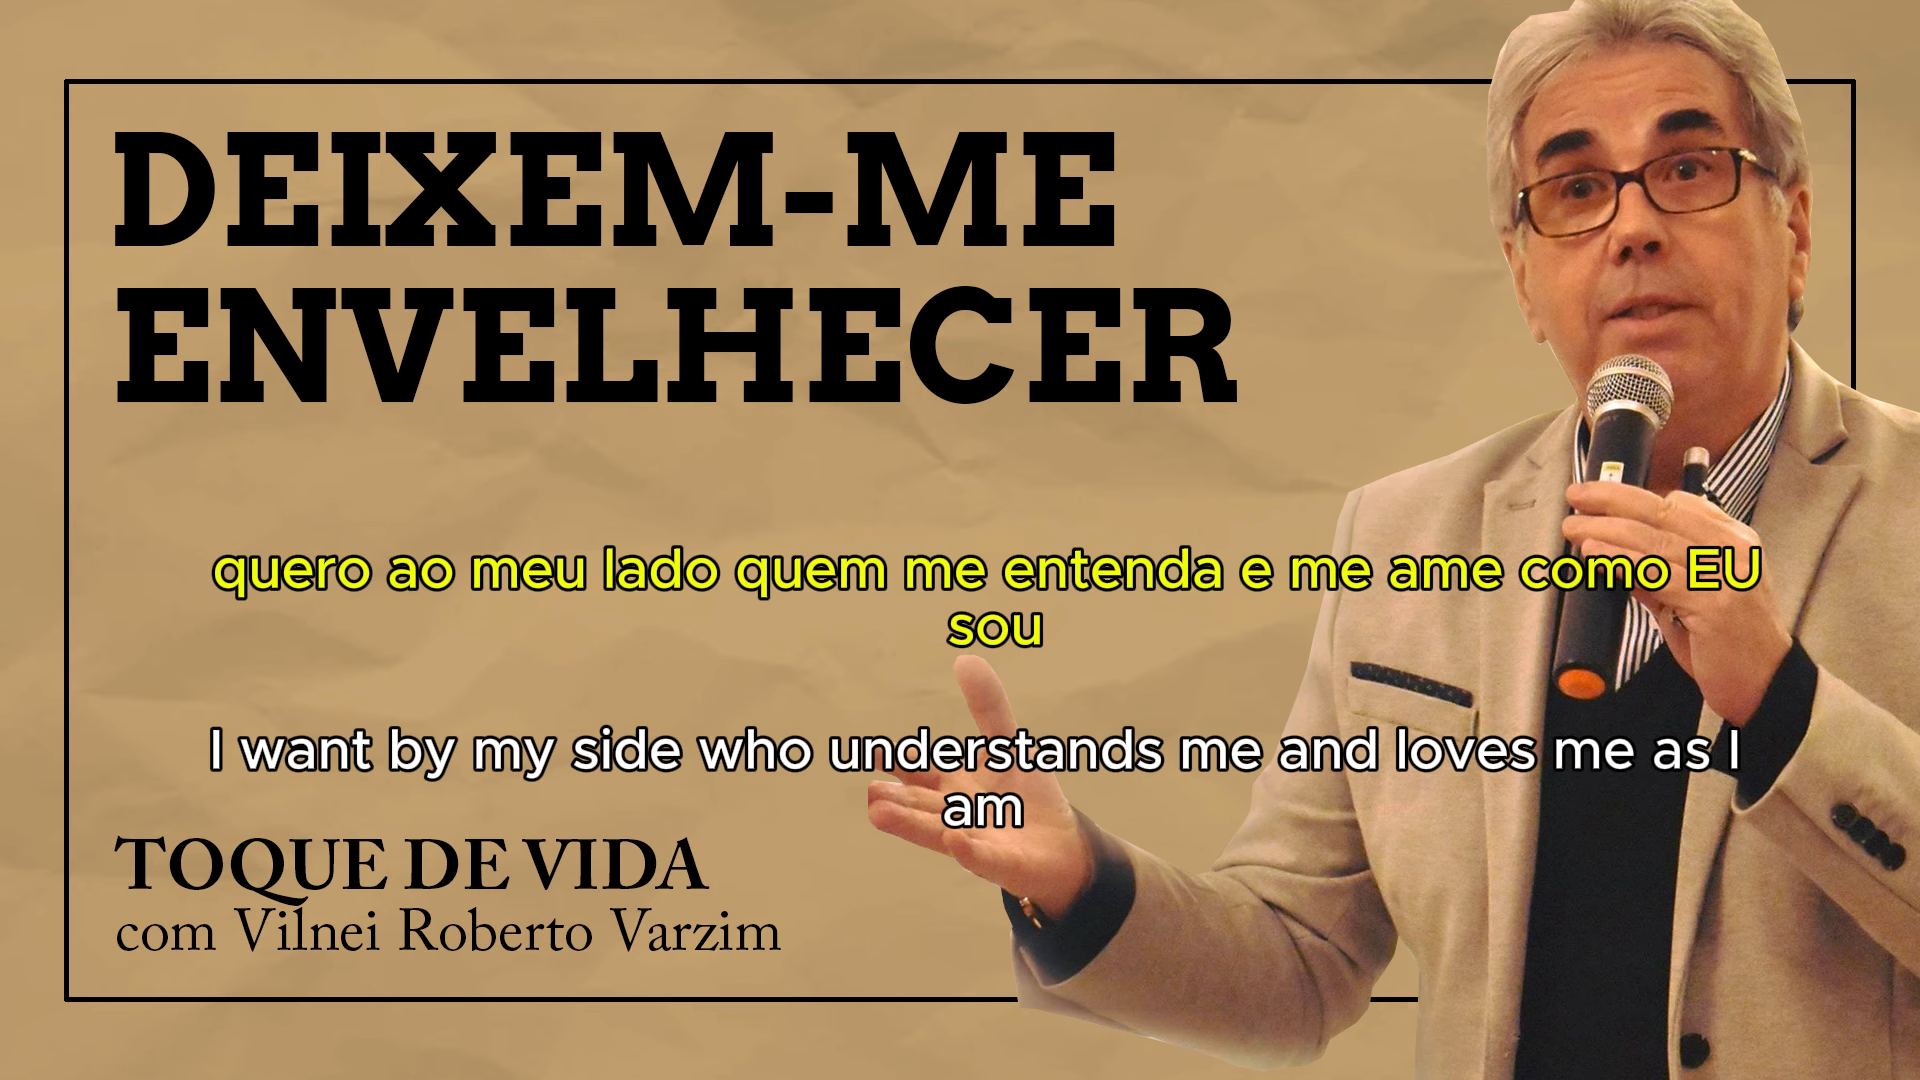 DEIXEM-ME
ENVELHECER
quero ao meu lado quem me entenda e me ame como EU
sou
I want by my side who understands me and loves me as I
am
TOQUE DE VIDA
com Vilnei Roberto Varzim